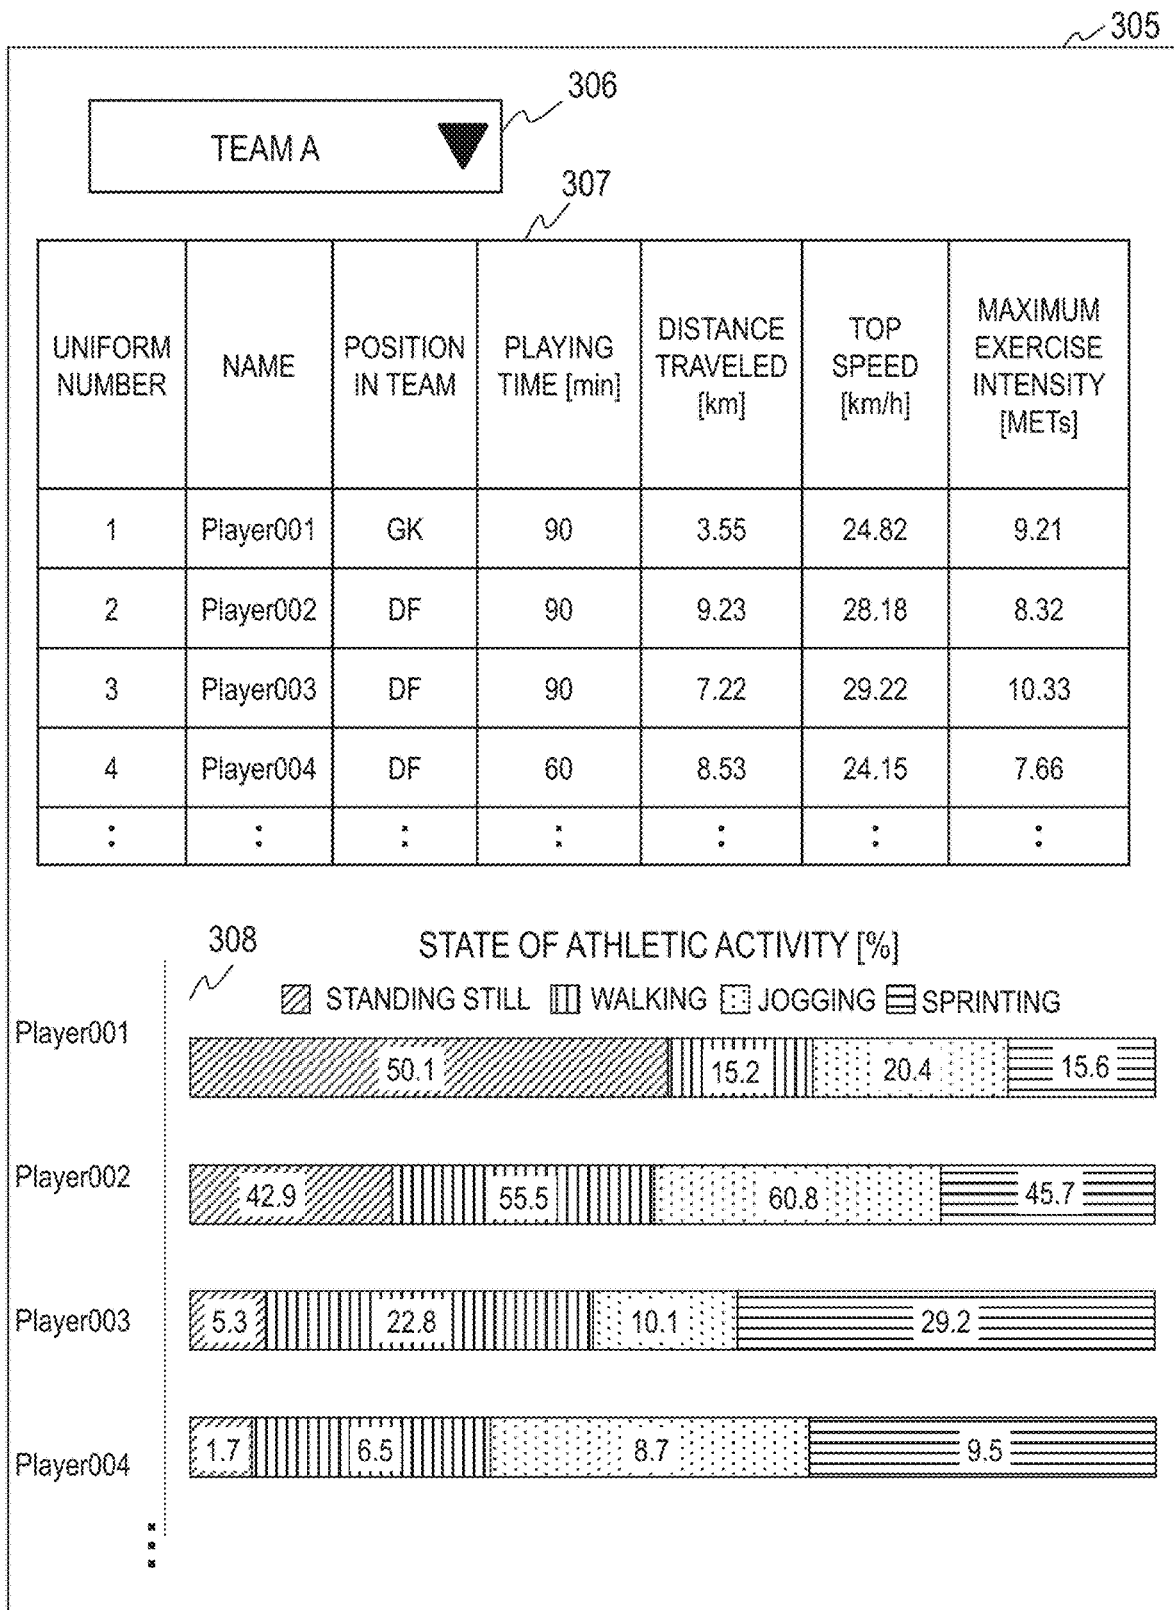 305
306
TEAM A
307
UNIFORM NUMBER NAME POSITION IN TEAM PLAYING TIME [min] DISTANCE TRAVELED [km] TOP SPEED [km/h] MAXIMUM EXERCISE INTENSITY [METs]
1 Player001 GK 90 3.55 24.82 9.21
2 Player002 DF 90 9.23 28.18 8.32
3 Player003 DF 90 7.22 29.22 10.33
4 Player004 DF 60 8.53 24.15 7.66
: : : : : : :
308
STATE OF ATHLETIC ACTIVITY [%]
STANDING STILL WALKING JOGGING SPRINTING
Player001 50.1 15.2 20.4 15.6
Player002 42.9 55.5 60.8 45.7
Player003 5.3 22.8 10.1 29.2
Player004 1.7 6.5 8.7 9.5